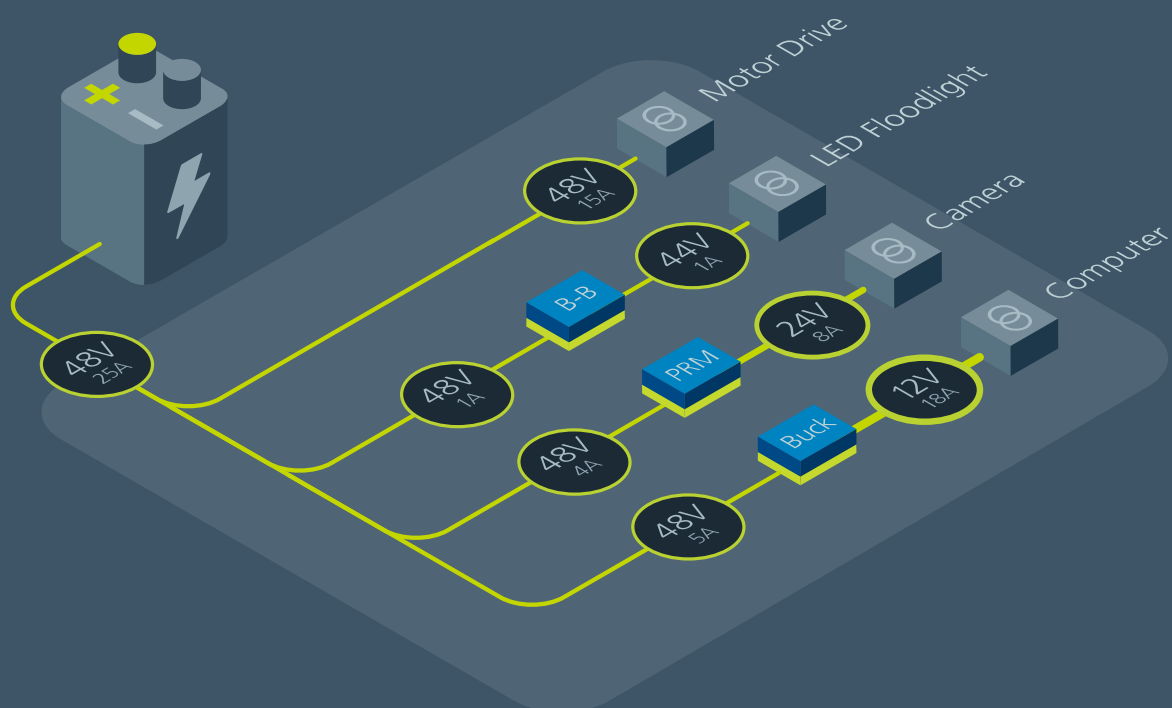 Motor Drive
LED Floodlight
Camera
Computer
48V
15A
44V
1A
B-B
24V
8A
48V
25A
PRM
12V
18A
48V
1A
Buck
48V
4A
48V
5A